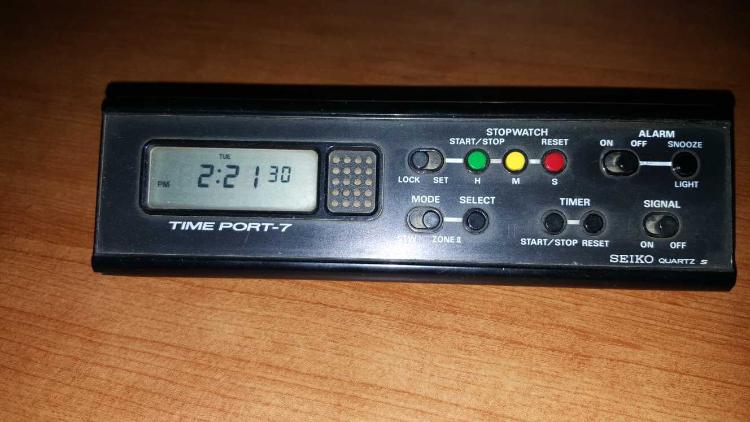 TUE
PM 2:21 30
TIME PORT-7
STOPWATCH
START/STOP RESET
LOCK SET H M S
MODE SELECT
STW ZONE II
TIMER
START/STOP RESET
ALARM
ON OFF SNOOZE
LIGHT
SIGNAL
ON OFF
SEIKO QUARTZ S